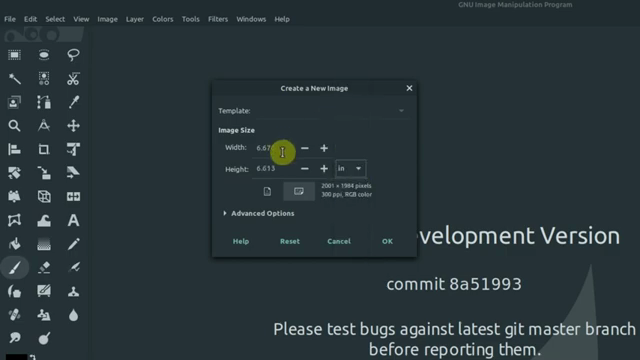 GNU Image Manipulation Program
File Edit Select View Image Layer Colors Tools Filters Windows Help
Create a New Image
Template:
Image Size
Width: 6.67
Height: 6.613 in
2001 × 1984 pixels
300 ppi, RGB color
Advanced Options
Help Reset Cancel OK
velopment Version
commit 8a51993
Please test bugs against latest git master branch
before reporting them.